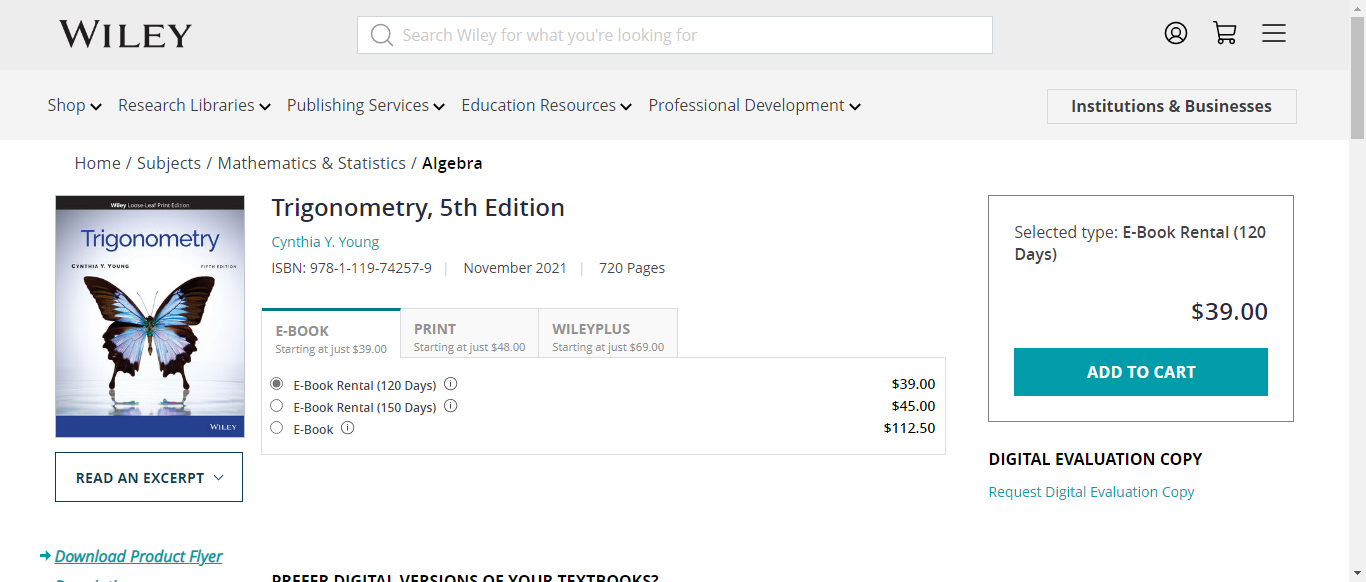 WILEY
Search Wiley for what you're looking for
Shop Research Libraries Publishing Services Education Resources Professional Development
Institutions & Businesses
Home / Subjects / Mathematics & Statistics / Algebra
Wiley Loose-Leaf Print Edition
Trigonometry
CYNTHIA Y. YOUNG FIFTH EDITION
WILEY
READ AN EXCERPT
Download Product Flyer
Trigonometry, 5th Edition
Cynthia Y. Young
ISBN: 978-1-119-74257-9 | November 2021 | 720 Pages
E-BOOK
Starting at just $39.00
PRINT
Starting at just $48.00
WILEYPLUS
Starting at just $69.00
E-Book Rental (120 Days) $39.00
E-Book Rental (150 Days) $45.00
E-Book $112.50
PREFER DIGITAL VERSIONS OF YOUR TEXTBOOKS?
Selected type: E-Book Rental (120
Days)
$39.00
ADD TO CART
DIGITAL EVALUATION COPY
Request Digital Evaluation Copy